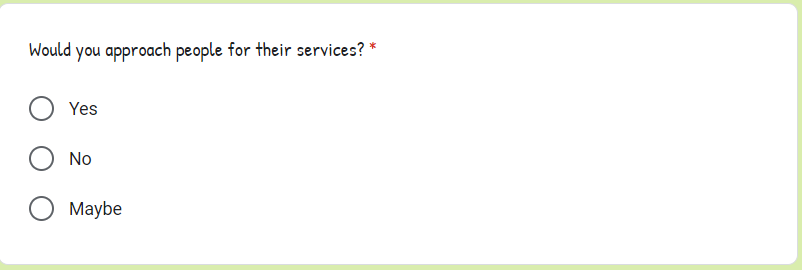 Would you approach people for their services? *
Yes
No
Maybe